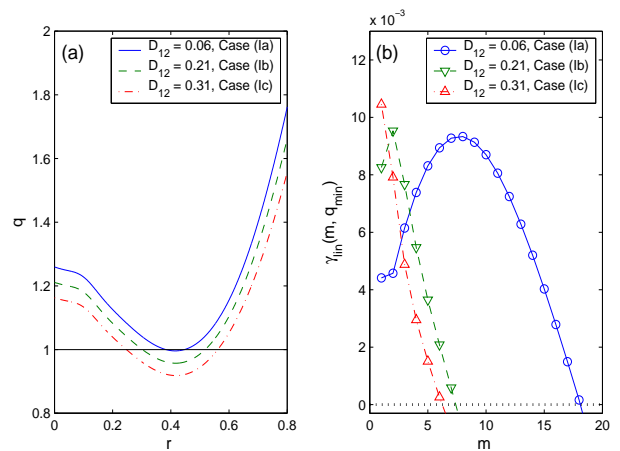 (a)
D12 = 0.06, Case (Ia)
D12 = 0.21, Case (Ib)
D12 = 0.31, Case (Ic)
2
1.8
1.6
1.4
1.2
1
0.8
q
0 0.2 0.4 0.6 0.8
r
x 10−3
(b)
D12 = 0.06, Case (Ia)
D12 = 0.21, Case (Ib)
D12 = 0.31, Case (Ic)
12
10
8
6
4
2
0
γlin(m, qmin)
0 5 10 15 20
m